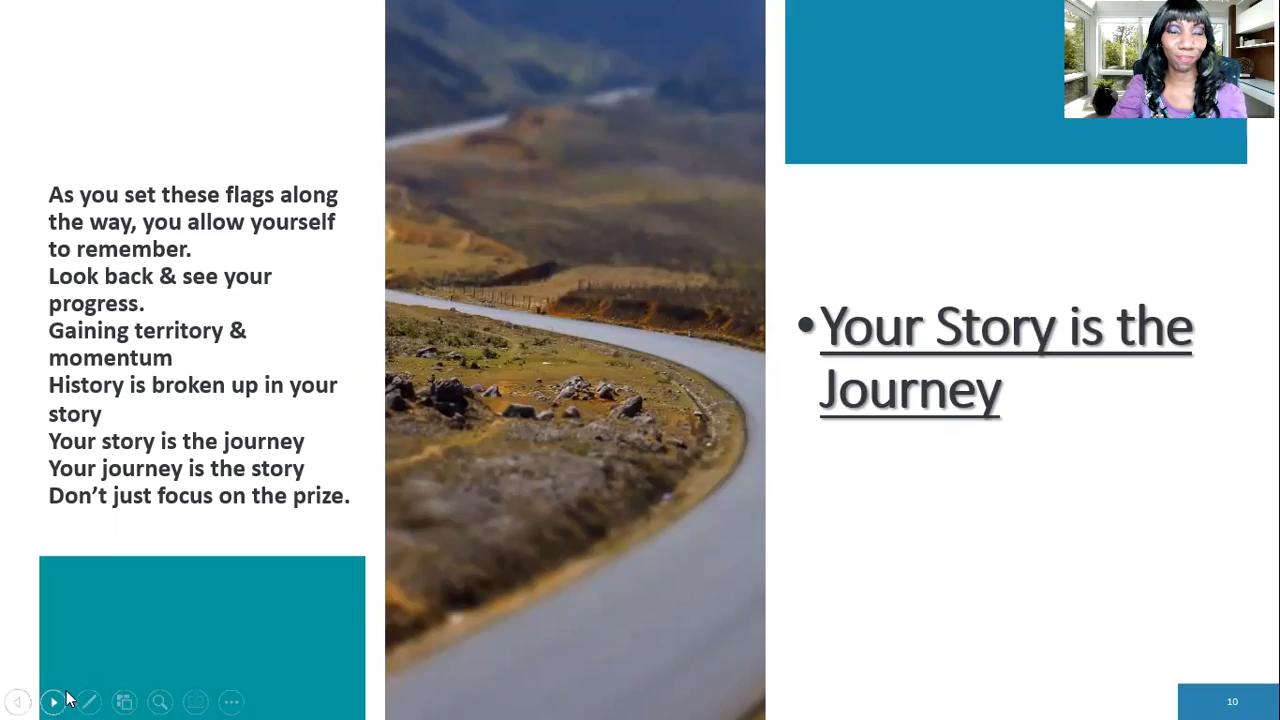 As you set these flags along
the way, you allow yourself
to remember.
Look back & see your
progress.
Gaining territory &
momentum
History is broken up in your
story
Your story is the journey
Your journey is the story
Don’t just focus on the prize.
•Your Story is the
Journey
10